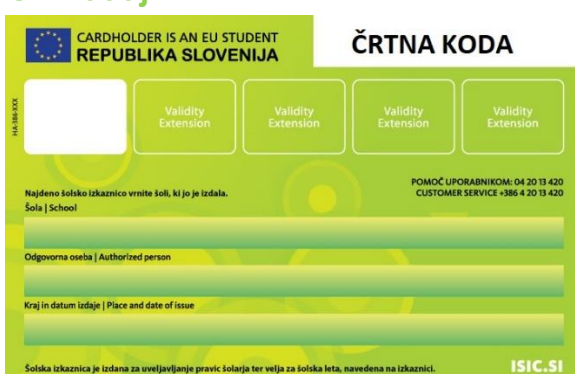 CARDHOLDER IS AN EU STUDENT
REPUBLIKA SLOVENIJA
ČRTNA KODA
HA-386-XXX
Validity Extension
Validity Extension
Validity Extension
Validity Extension
POMOČ UPORABNIKOM: 04 20 13 420
CUSTOMER SERVICE +386 4 20 13 420
Najdeno šolsko izkaznico vrnite šoli, ki jo je izdala.
Šola | School
Odgovorna oseba | Authorized person
Kraj in datum izdaje | Place and date of issue
Šolska izkaznica je izdana za uveljavljanje pravic šolarja ter velja za šolska leta, navedena na izkaznici.
ISIC.SI